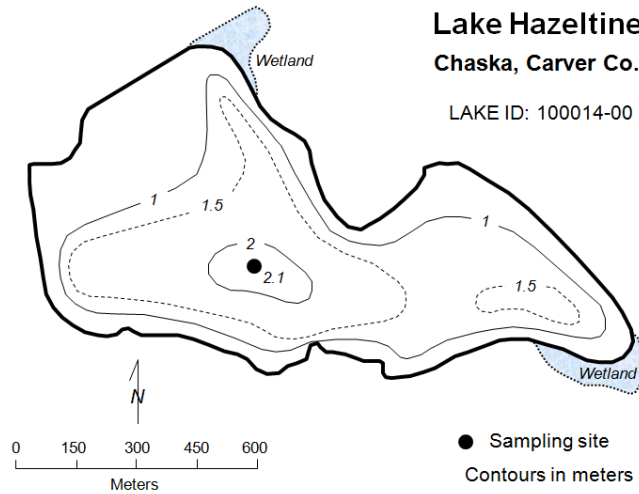 Lake Hazeltine
Chaska, Carver Co.
LAKE ID: 100014-00
Wetland
1
1.5
2
2.1
1
1.5
Wetland
N
0 150 300 450 600
Meters
Sampling site
Contours in meters